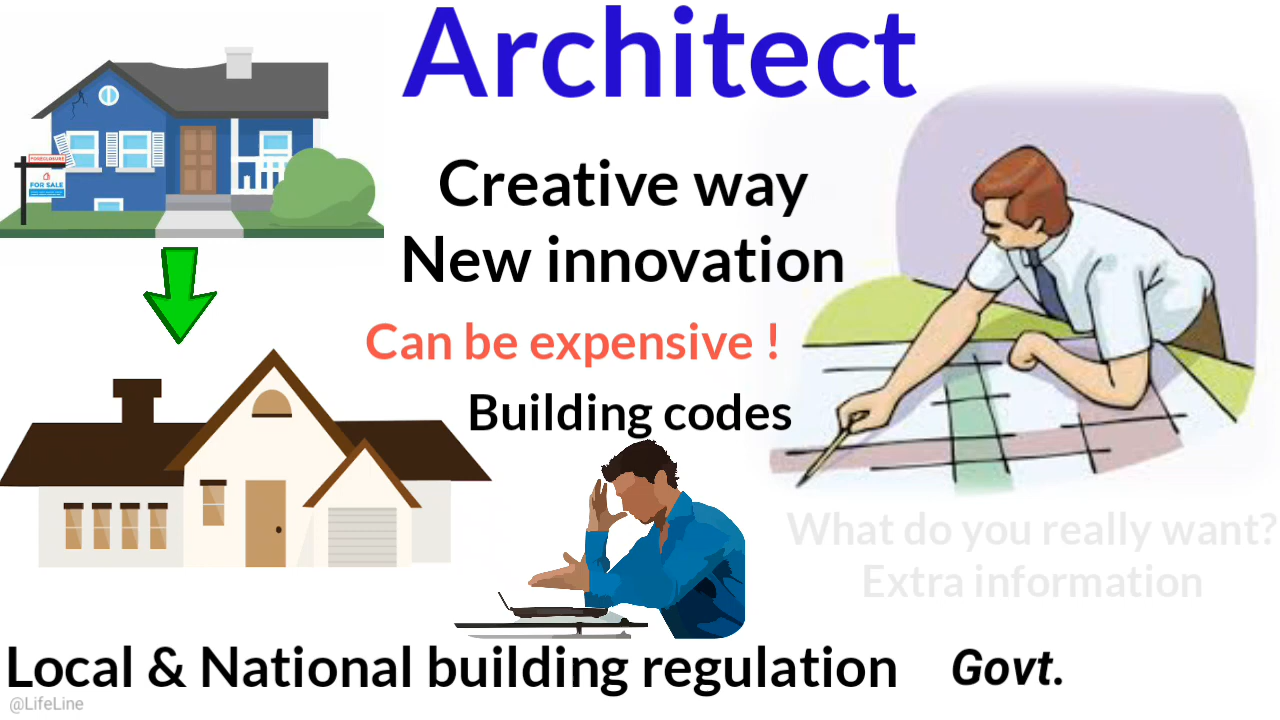 Architect
Creative way
New innovation
Can be expensive !
Building codes
FORECLOSURE
FOR SALE
What do you really want?
Extra information
Local & National building regulation
Govt.
@LifeLine